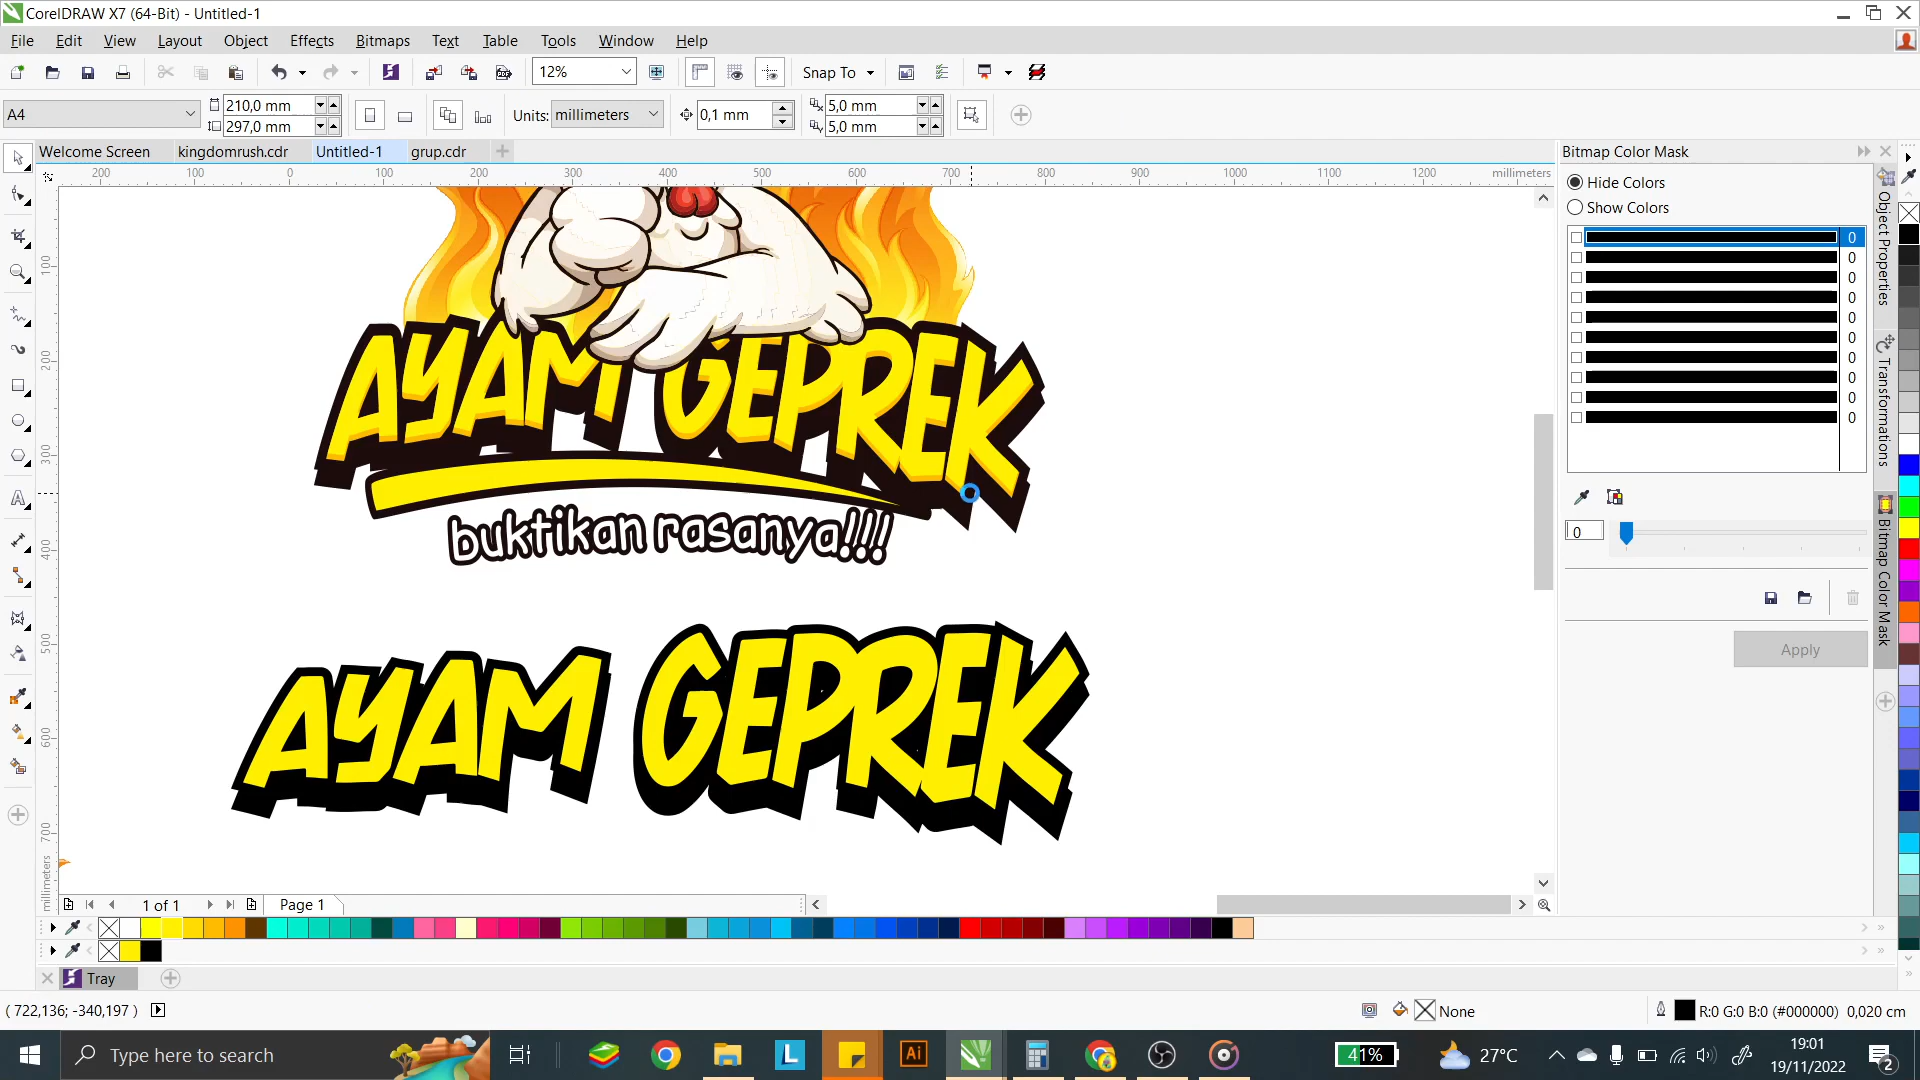 CorelDRAW X7 (64-Bit) - Untitled-1
File Edit View Layout Object Effects Bitmaps Text Table Tools Window Help
12% Snap To
A4 210,0 mm 297,0 mm Units: millimeters 0,1 mm 5,0 mm 5,0 mm
Welcome Screen kingdomrush.cdr Untitled-1 grup.cdr
Bitmap Color Mask
200 100 0 100 200 300 400 500 600 700 800 900 1000 1100 1200 millimeters
Hide Colors
Show Colors
0
0
0
0
0
0
0
0
0
0
0
Apply
Object Properties
Transformations
Bitmap Color Mask
100 200 300 400 500 600 700 millimeters
AYAM GEPREK
buktikan rasanya!!!
AYAM GEPREK
1 of 1 Page 1
Tray
( 722,136; -340,197 ) None R:0 G:0 B:0 (#000000) 0,020 cm
Type here to search L Ai 41% 27°C 19:01
19/11/2022 2